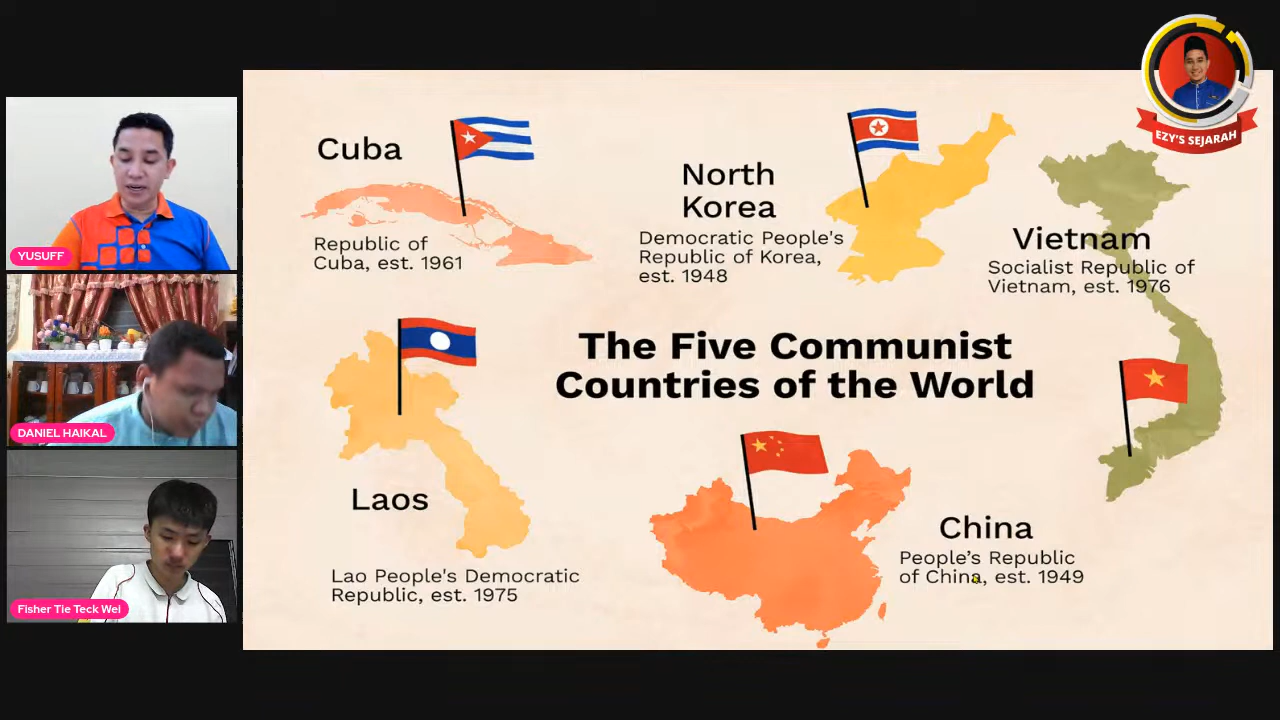 EZY'S SEJARAH
YUSUFF
DANIEL HAIKAL
Fisher Tie Teck Wei
Cuba
Republic of
Cuba, est. 1961
North
Korea
Democratic People's
Republic of Korea,
est. 1948
Vietnam
Socialist Republic of
Vietnam, est. 1976
The Five Communist
Countries of the World
Laos
Lao People's Democratic
Republic, est. 1975
China
People's Republic
of China, est. 1949